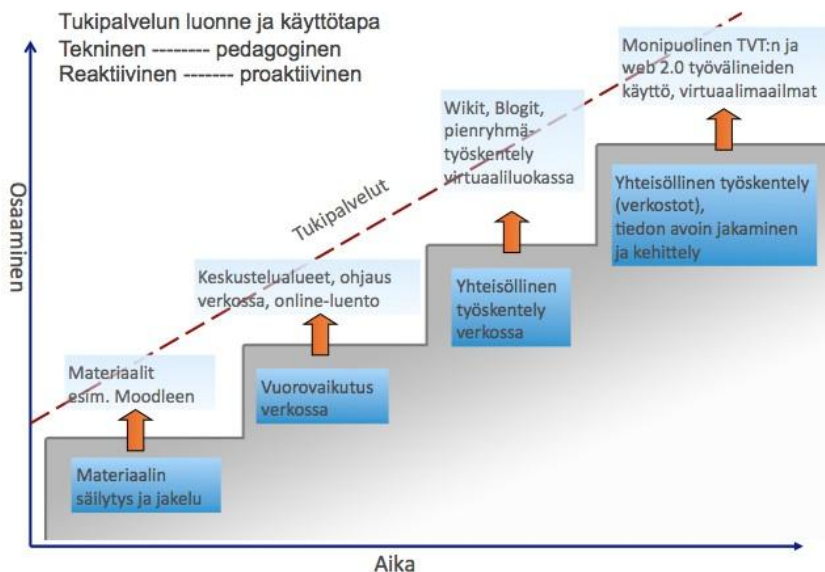 Tukipalvelun luonne ja käyttötapa
Tekninen -------- pedagoginen
Reaktiivinen ------- proaktiivinen
Monipuolinen TVT:n ja
web 2.0 työvälineiden
käyttö, virtuaalimaailmat
Wikit, Blogit,
pienryhmä-
työskentely
virtuaaliluokassa
Yhteisöllinen työskentely
(verkostot),
tiedon avoin jakaminen
ja kehittely
Tukipalvelut
Keskustelualueet, ohjaus
verkossa, online-luento
Yhteisöllinen
työskentely
verkossa
Materiaalit
esim. Moodleen
Vuorovaikutus
verkossa
Materiaalin
säilytys ja jakelu
Osaaminen
Aika